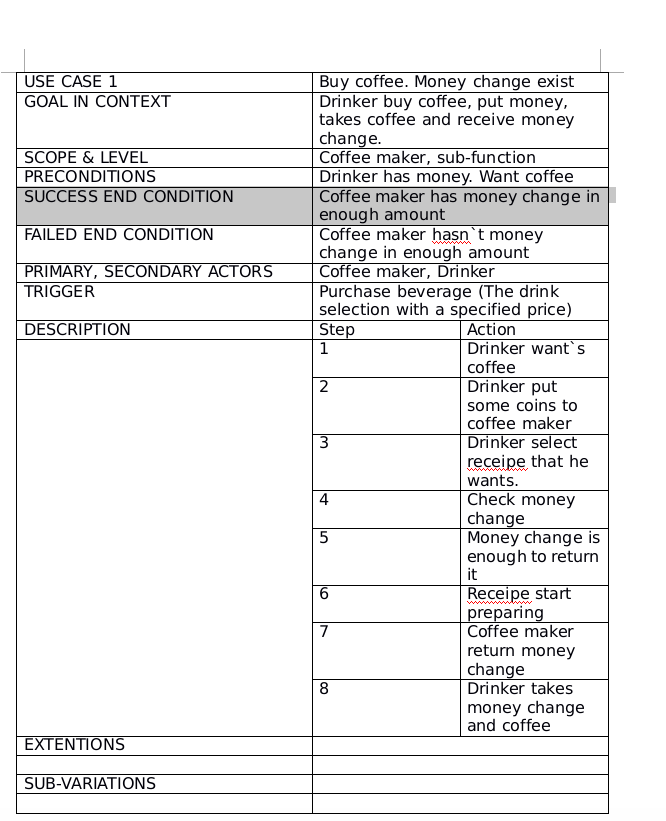 USE CASE 1
Buy coffee. Money change exist
GOAL IN CONTEXT
Drinker buy coffee, put money,
takes coffee and receive money
change.
SCOPE & LEVEL
Coffee maker, sub-function
PRECONDITIONS
Drinker has money. Want coffee
SUCCESS END CONDITION
Coffee maker has money change in
enough amount
FAILED END CONDITION
Coffee maker hasn`t money
change in enough amount
PRIMARY, SECONDARY ACTORS
Coffee maker, Drinker
TRIGGER
Purchase beverage (The drink
selection with a specified price)
DESCRIPTION
Step
Action
1
Drinker want`s
coffee
2
Drinker put
some coins to
coffee maker
3
Drinker select
receipe that he
wants.
4
Check money
change
5
Money change is
enough to return
it
6
Receipe start
preparing
7
Coffee maker
return money
change
8
Drinker takes
money change
and coffee
EXTENTIONS
SUB-VARIATIONS